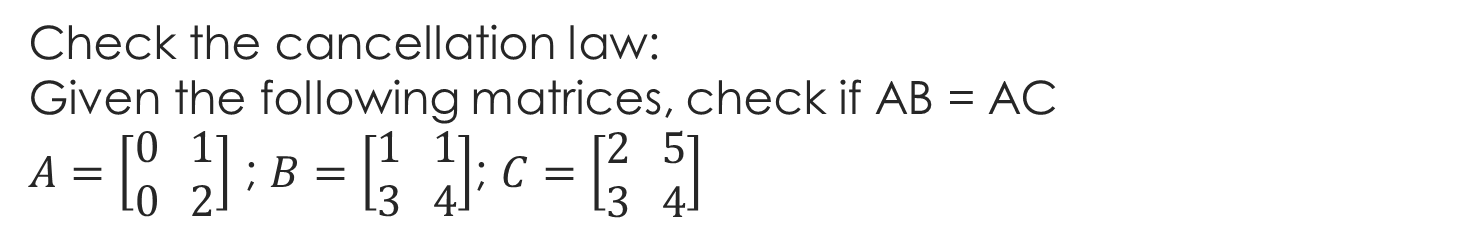 Check the cancellation law:
Given the following matrices, check if AB = AC
A = [0 1; 0 2] ; B = [1 1; 3 4]; C = [2 5; 3 4]